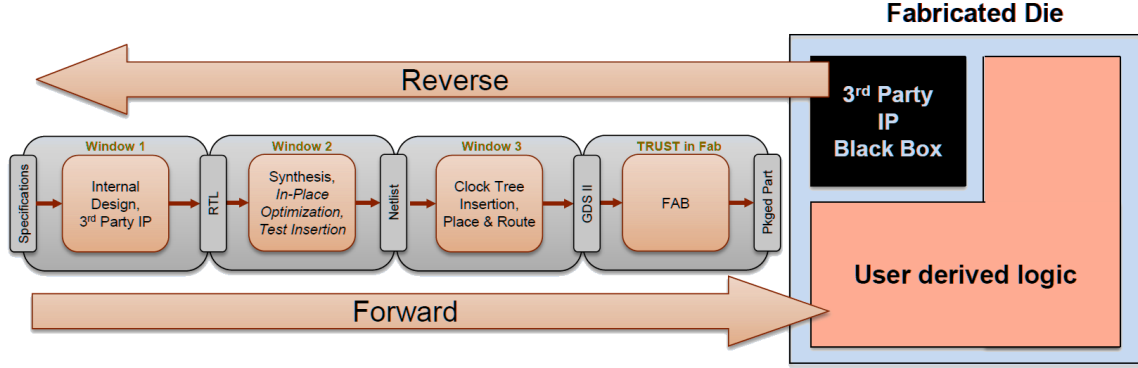 Fabricated Die
Reverse
3rd Party
IP
Black Box
Window 1
Window 2
Window 3
TRUST in Fab
Specifications
Internal
Design,
3rd Party IP
RTL
Synthesis,
In-Place
Optimization,
Test Insertion
Netlist
Clock Tree
Insertion,
Place & Route
GDS II
FAB
Pkged Part
User derived logic
Forward